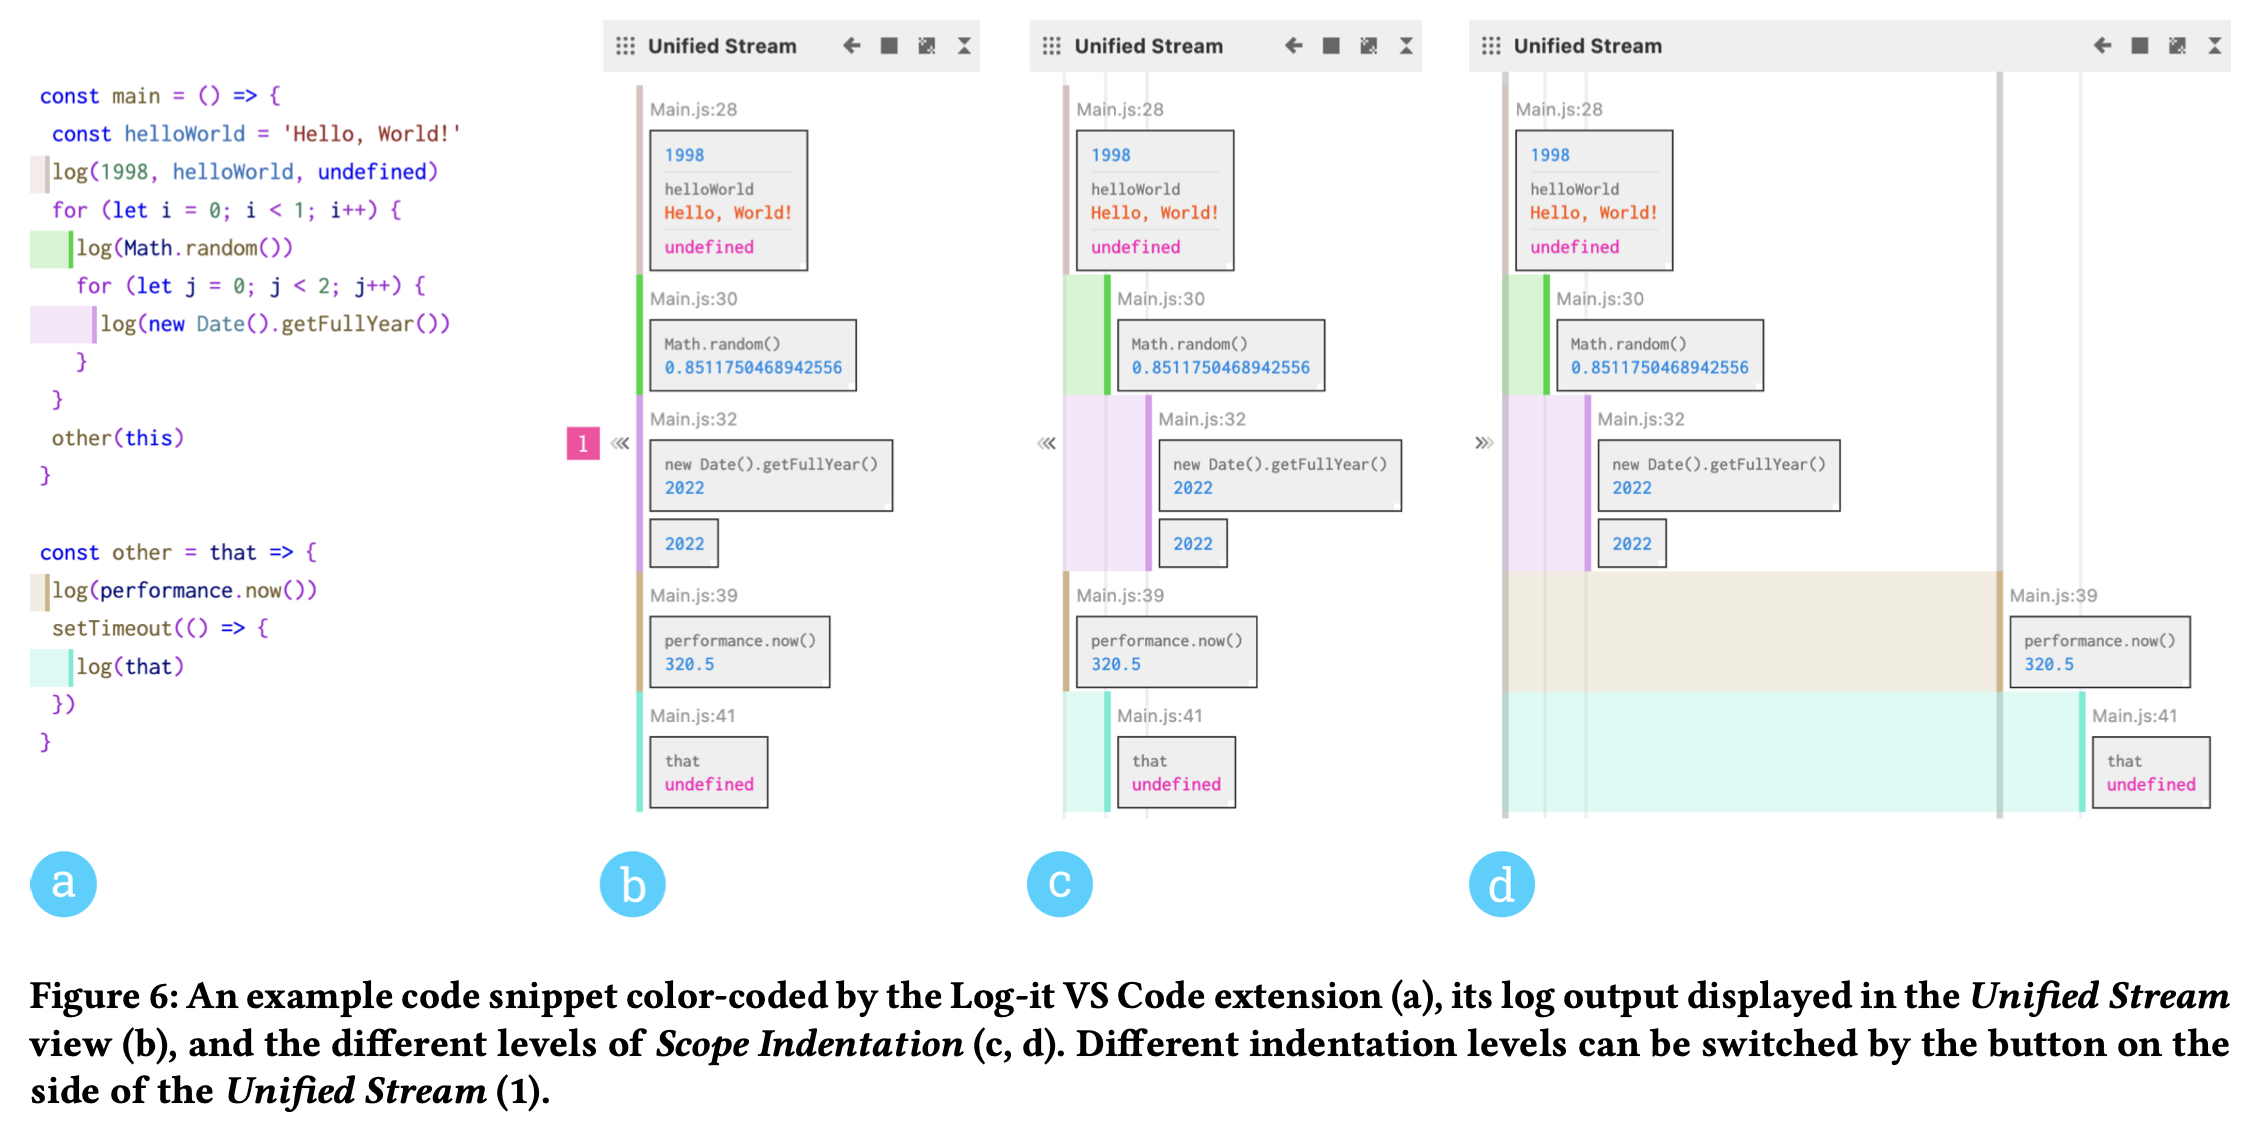 const main = () => {
const helloWorld = 'Hello, World!'
log(1998, helloWorld, undefined)
for (let i = 0; i < 1; i++) {
log(Math.random())
for (let j = 0; j < 2; j++) {
log(new Date().getFullYear())
}
}
other(this)
}
const other = that => {
log(performance.now())
setTimeout(() => {
log(that)
})
}
a
Unified Stream
Main.js:28
1998
helloWorld
Hello, World!
undefined
Main.js:30
Math.random()
0.8511750468942556
1
Main.js:32
new Date().getFullYear()
2022
2022
Main.js:39
performance.now()
320.5
Main.js:41
that
undefined
b
Unified Stream
Main.js:28
1998
helloWorld
Hello, World!
undefined
Main.js:30
Math.random()
0.8511750468942556
Main.js:32
new Date().getFullYear()
2022
2022
Main.js:39
performance.now()
320.5
Main.js:41
that
undefined
c
Unified Stream
Main.js:28
1998
helloWorld
Hello, World!
undefined
Main.js:30
Math.random()
0.8511750468942556
Main.js:32
new Date().getFullYear()
2022
2022
Main.js:39
performance.now()
320.5
Main.js:41
that
undefined
d
Figure 6: An example code snippet color-coded by the Log-it VS Code extension (a), its log output displayed in the Unified Stream
view (b), and the different levels of Scope Indentation (c, d). Different indentation levels can be switched by the button on the
side of the Unified Stream (1).